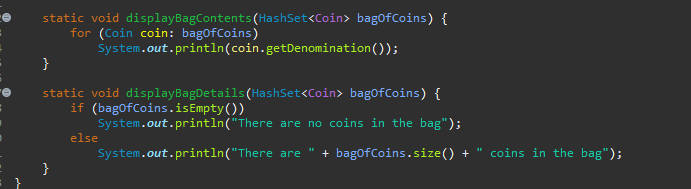 static void displayBagContents(HashSet<Coin> bagOfCoins) {
for (Coin coin: bagOfCoins)
System.out.println(coin.getDenomination());
}
static void displayBagDetails(HashSet<Coin> bagOfCoins) {
if (bagOfCoins.isEmpty())
System.out.println("There are no coins in the bag");
else
System.out.println("There are " + bagOfCoins.size() + " coins in the bag");
}
}